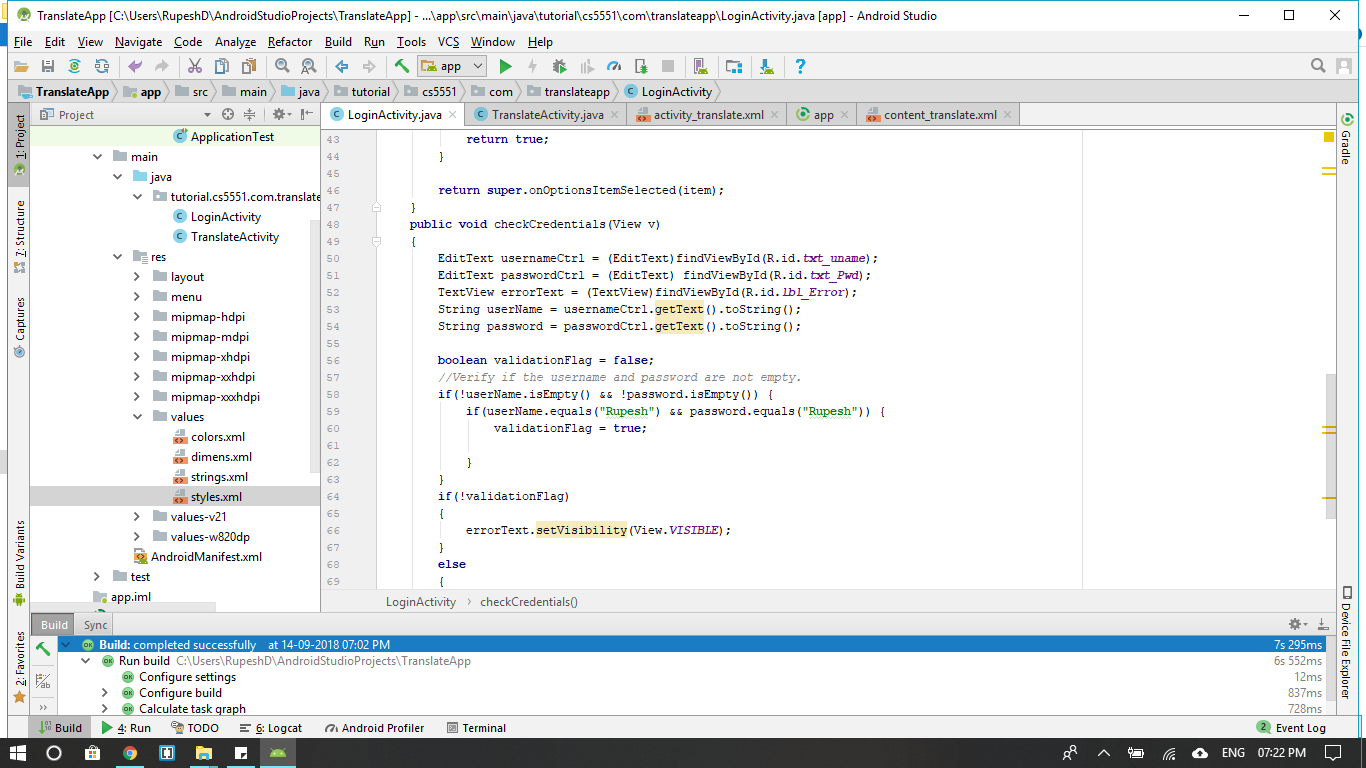 TranslateApp [C:\Users\RupeshD\AndroidStudioProjects\TranslateApp] - ...\app\src\main\java\tutorial\cs5551\com\translateapp\LoginActivity.java [app] - Android Studio
File Edit View Navigate Code Analyze Refactor Build Run Tools VCS Window Help
app
TranslateApp app src main java tutorial cs5551 com translateapp LoginActivity
Project
LoginActivity.java TranslateActivity.java activity_translate.xml app content_translate.xml
1: Project
7: Structure
Captures
Build Variants
2: Favorites
ApplicationTest
main
java
tutorial.cs5551.com.translate
LoginActivity
TranslateActivity
res
layout
menu
mipmap-hdpi
mipmap-mdpi
mipmap-xhdpi
mipmap-xxhdpi
mipmap-xxxhdpi
values
colors.xml
dimens.xml
strings.xml
styles.xml
values-v21
values-w820dp
AndroidManifest.xml
test
app.iml
43 return true;
44 }
45
46 return super.onOptionsItemSelected(item);
47 }
48 public void checkCredentials(View v)
49 {
50 EditText usernameCtrl = (EditText)findViewById(R.id.txt_uname);
51 EditText passwordCtrl = (EditText) findViewById(R.id.txt_Pwd);
52 TextView errorText = (TextView)findViewById(R.id.lbl_Error);
53 String userName = usernameCtrl.getText().toString();
54 String password = passwordCtrl.getText().toString();
55
56 boolean validationFlag = false;
57 //Verify if the username and password are not empty.
58 if(!userName.isEmpty() && !password.isEmpty()) {
59 if(userName.equals("Rupesh") && password.equals("Rupesh")) {
60 validationFlag = true;
61
62 }
63 }
64 if(!validationFlag)
65 {
66 errorText.setVisibility(View.VISIBLE);
67 }
68 else
69 {
LoginActivity checkCredentials()
Gradle
Device File Explorer
Build Sync
Build: completed successfully at 14-09-2018 07:02 PM 7s 295ms
Run build C:\Users\RupeshD\AndroidStudioProjects\TranslateApp 6s 552ms
Configure settings 12ms
Configure build 837ms
Calculate task graph 728ms
Build 4: Run TODO 6: Logcat Android Profiler Terminal 2 Event Log
ENG 07:22 PM